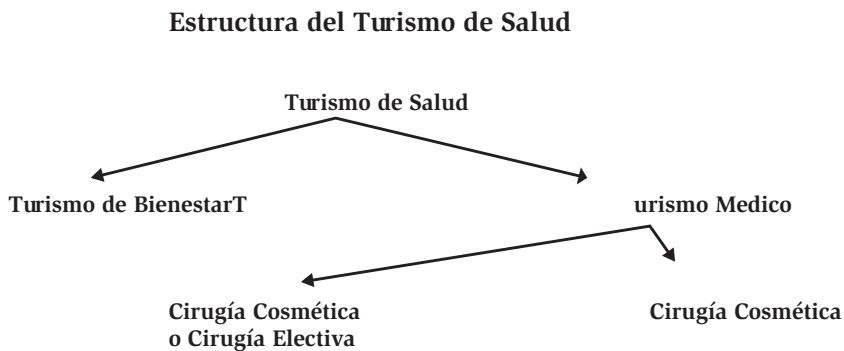 Estructura del Turismo de Salud
Turismo de Salud
Turismo de BienestarT
urismo Medico
Cirugía Cosmética
o Cirugía Electiva
Cirugía Cosmética